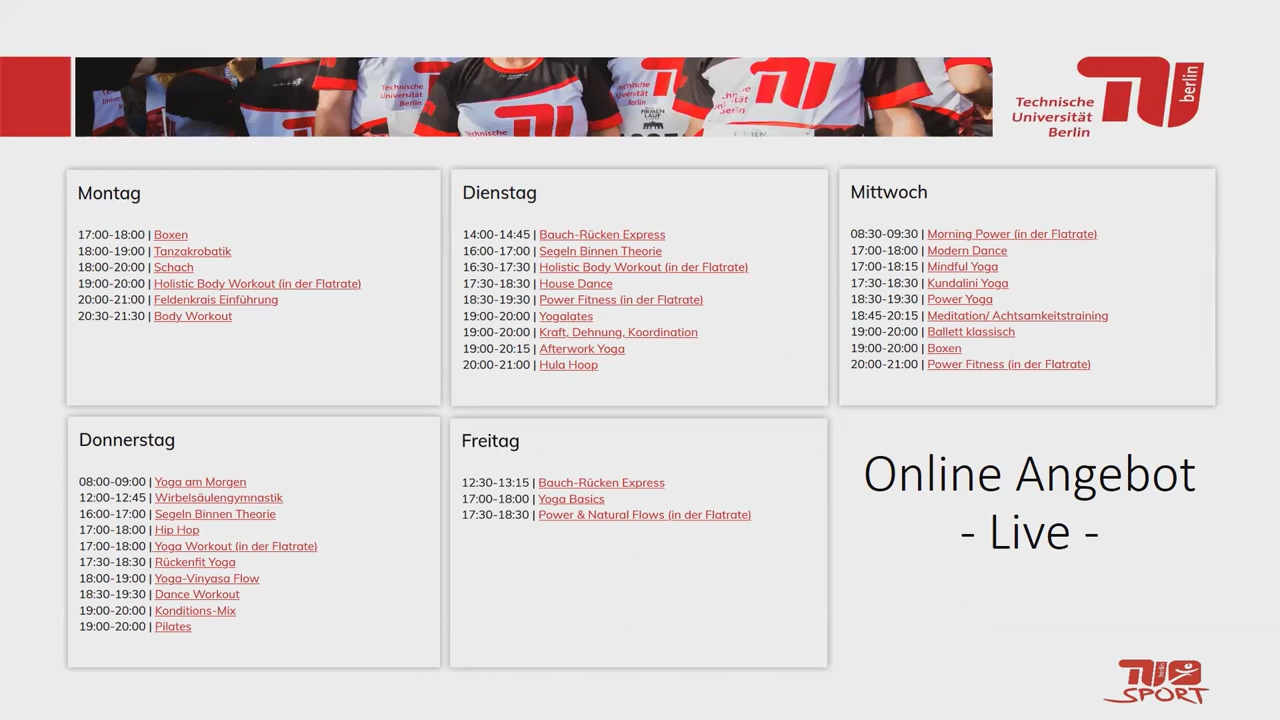 Technische
Universität
Berlin
Technische
Universität
Berlin
FIRMEN
LAUF
Technische
Technische
Universität
Berlin
berlin
Montag
17:00-18:00 | Boxen
18:00-19:00 | Tanzakrobatik
18:00-20:00 | Schach
19:00-20:00 | Holistic Body Workout (in der Flatrate)
20:00-21:00 | Feldenkrais Einführung
20:30-21:30 | Body Workout
Dienstag
14:00-14:45 | Bauch-Rücken Express
16:00-17:00 | Segeln Binnen Theorie
16:30-17:30 | Holistic Body Workout (in der Flatrate)
17:30-18:30 | House Dance
18:30-19:30 | Power Fitness (in der Flatrate)
19:00-20:00 | Yogalates
19:00-20:00 | Kraft, Dehnung, Koordination
19:00-20:15 | Afterwork Yoga
20:00-21:00 | Hula Hoop
Mittwoch
08:30-09:30 | Morning Power (in der Flatrate)
17:00-18:00 | Modern Dance
17:00-18:15 | Mindful Yoga
17:30-18:30 | Kundalini Yoga
18:30-19:30 | Power Yoga
18:45-20:15 | Meditation/ Achtsamkeitstraining
19:00-20:00 | Ballett klassisch
19:00-20:00 | Boxen
20:00-21:00 | Power Fitness (in der Flatrate)
Donnerstag
08:00-09:00 | Yoga am Morgen
12:00-12:45 | Wirbelsäulengymnastik
16:00-17:00 | Segeln Binnen Theorie
17:00-18:00 | Hip Hop
17:00-18:00 | Yoga Workout (in der Flatrate)
17:30-18:30 | Rückenfit Yoga
18:00-19:00 | Yoga-Vinyasa Flow
18:30-19:30 | Dance Workout
19:00-20:00 | Konditions-Mix
19:00-20:00 | Pilates
Freitag
12:30-13:15 | Bauch-Rücken Express
17:00-18:00 | Yoga Basics
17:30-18:30 | Power & Natural Flows (in der Flatrate)
Online Angebot
- Live -
SPORT